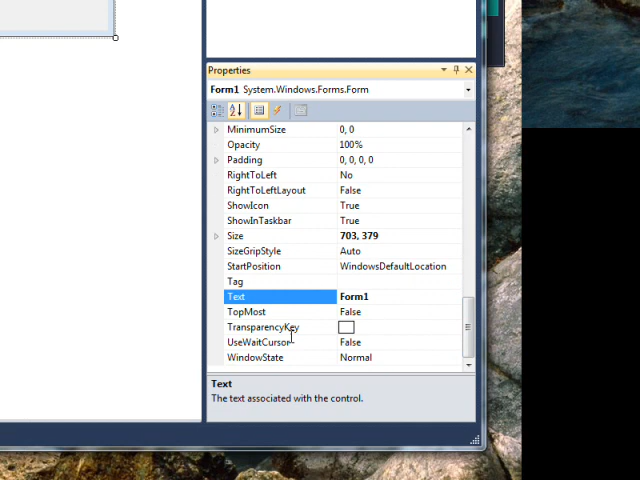 Properties
Form1 System.Windows.Forms.Form
MinimumSize 0, 0
Opacity 100%
Padding 0, 0, 0, 0
RightToLeft No
RightToLeftLayout False
ShowIcon True
ShowInTaskbar True
Size 703, 379
SizeGripStyle Auto
StartPosition WindowsDefaultLocation
Tag
Text Form1
TopMost False
TransparencyKey
UseWaitCursor False
WindowState Normal
Text
The text associated with the control.